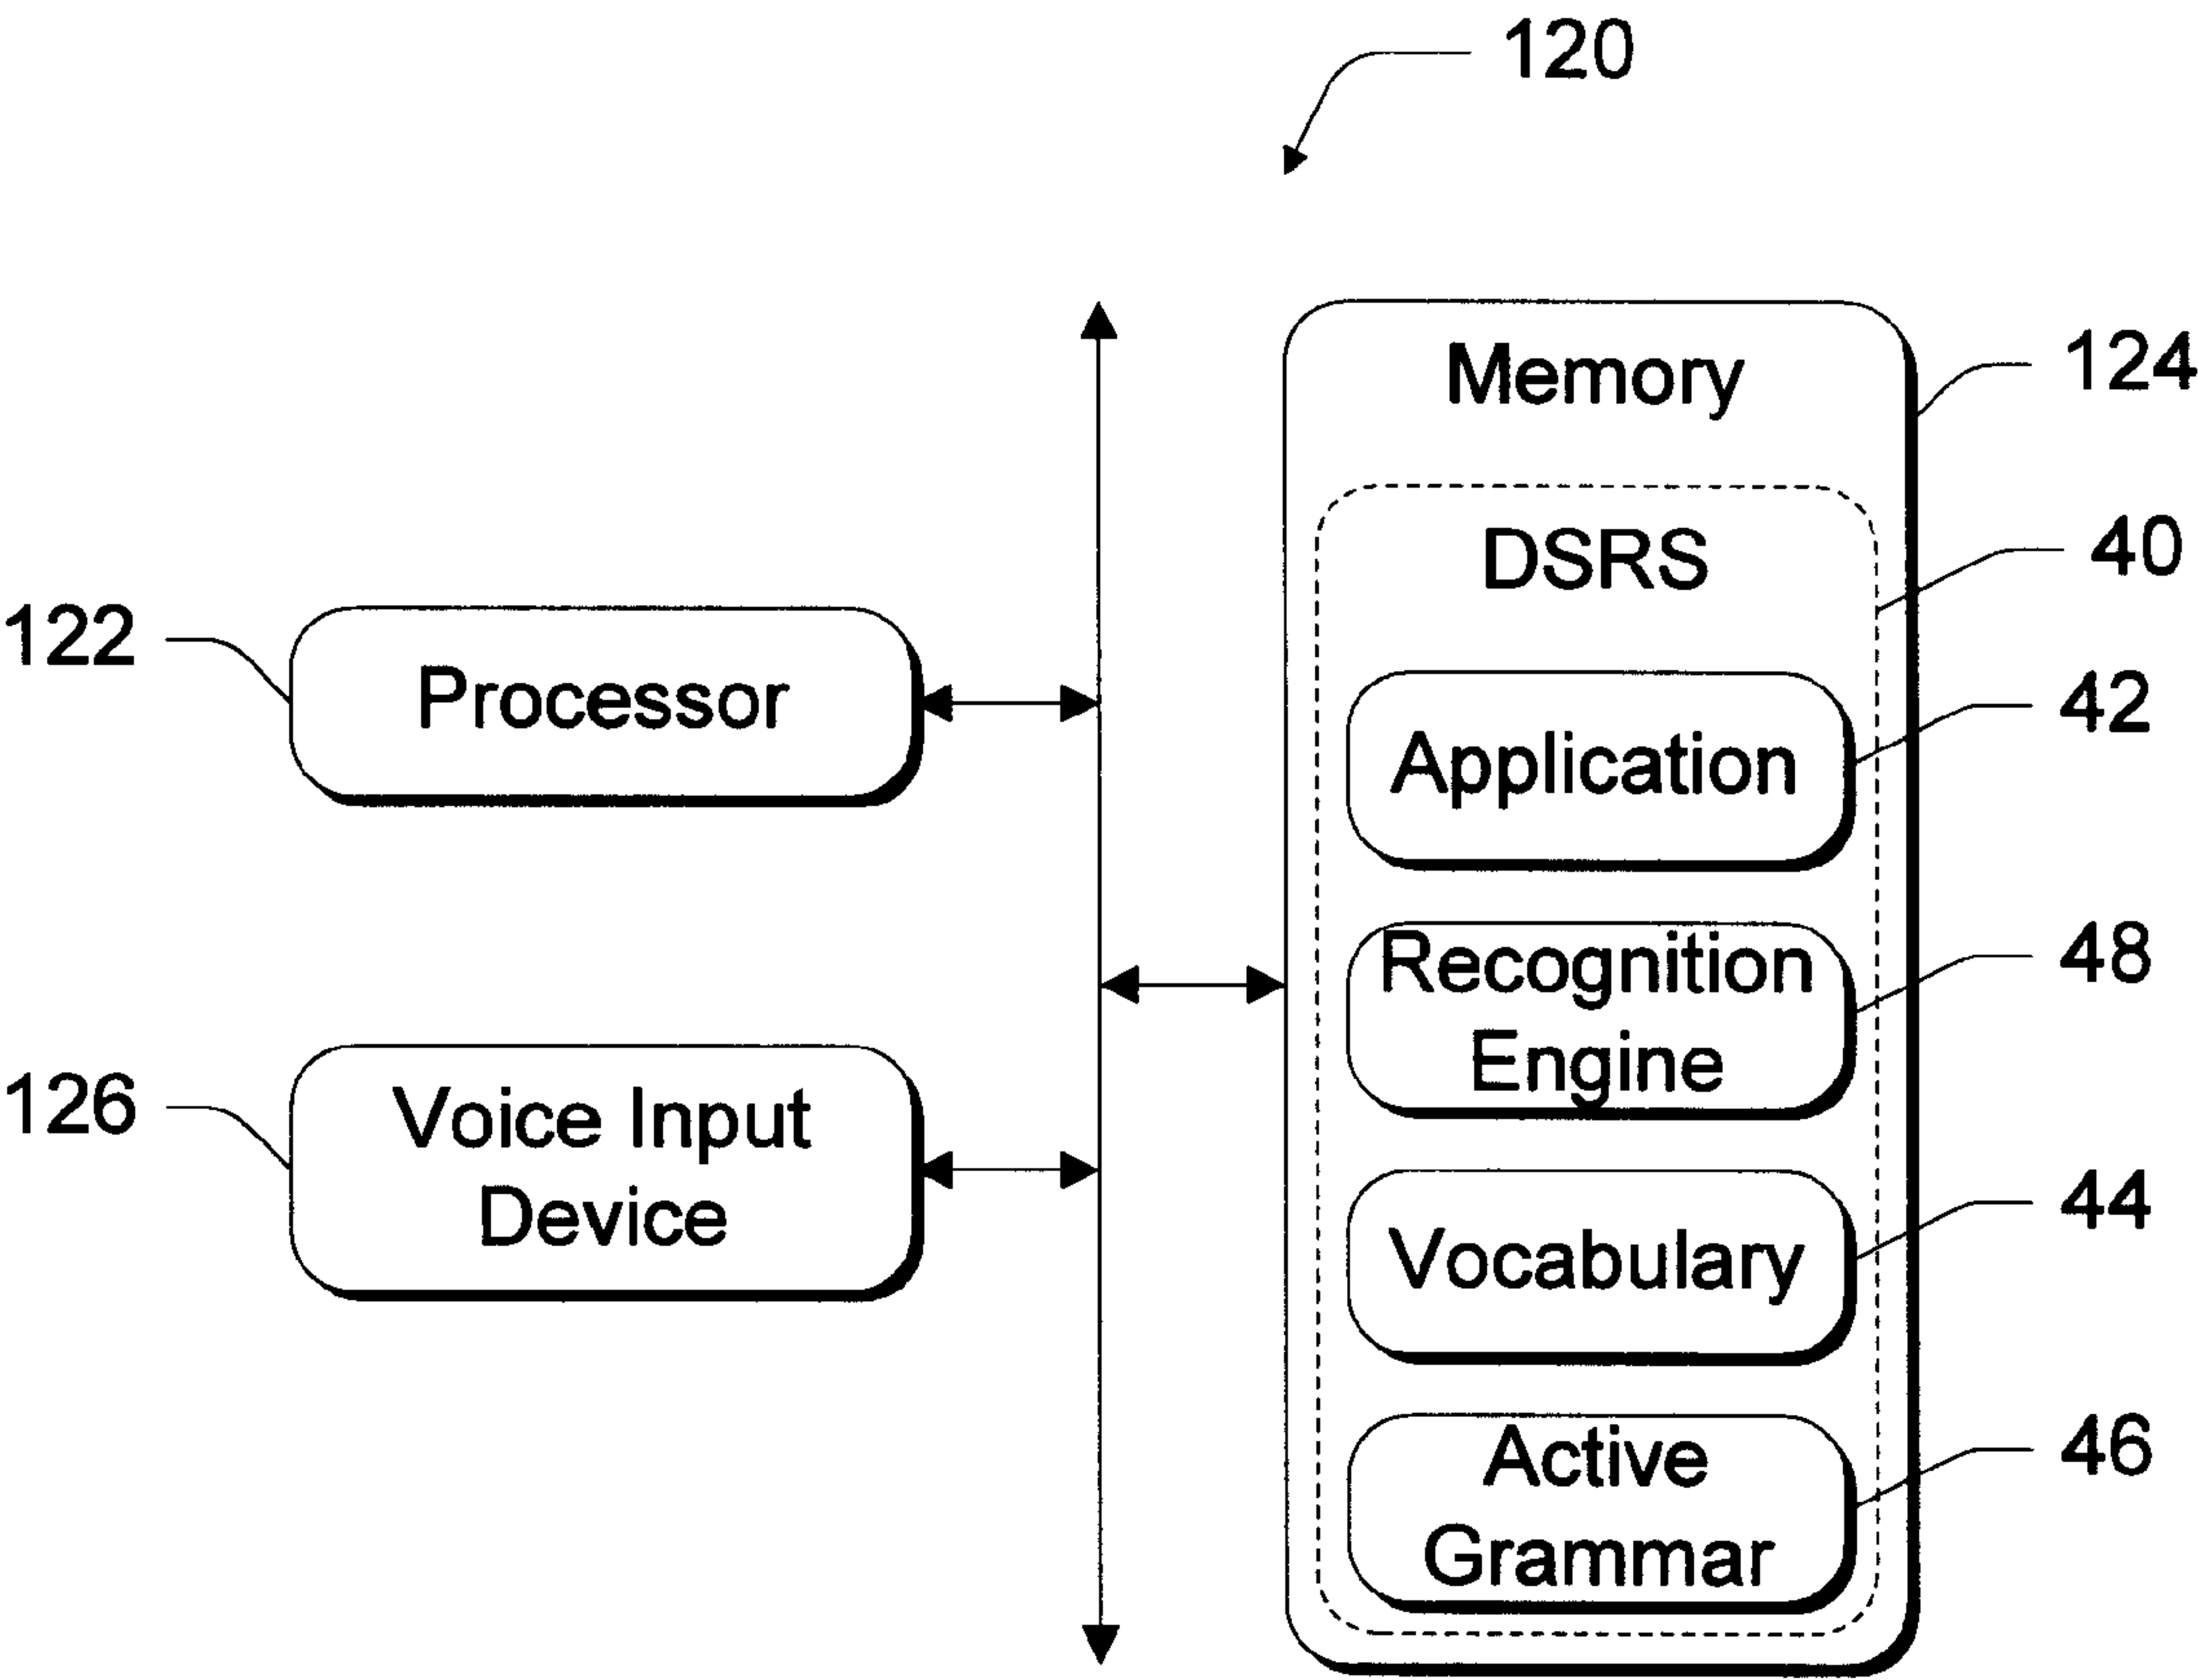 120
Memory
124
DSRS
40
122
Processor
Application
42
Recognition
Engine
48
126
Voice Input
Device
Vocabulary
44
Active
Grammar
46